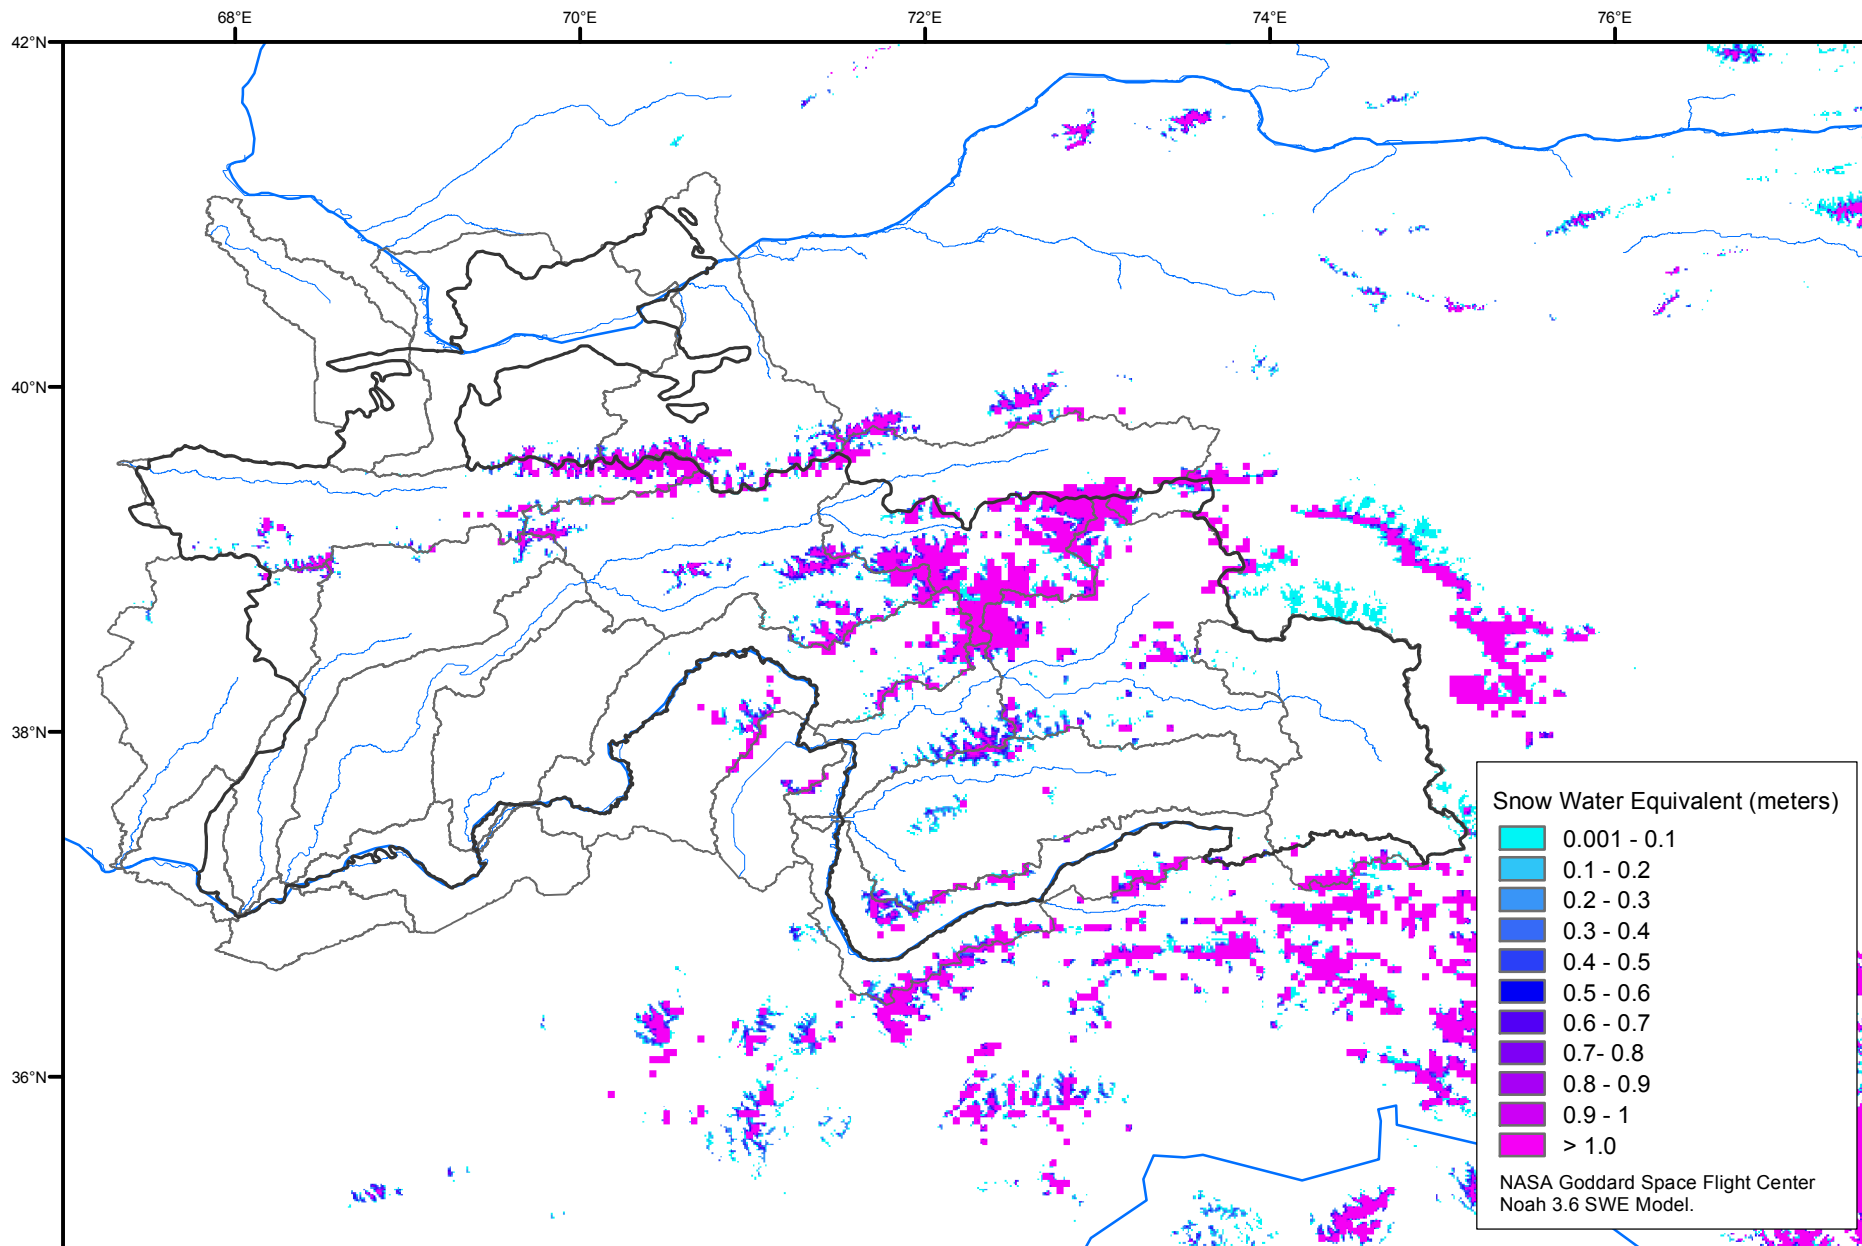 68°E 70°E 72°E 74°E 76°E
42°N
40°N
38°N
36°N
Snow Water Equivalent (meters)
0.001 - 0.1
0.1 - 0.2
0.2 - 0.3
0.3 - 0.4
0.4 - 0.5
0.5 - 0.6
0.6 - 0.7
0.7- 0.8
0.8 - 0.9
0.9 - 1
> 1.0
NASA Goddard Space Flight Center
Noah 3.6 SWE Model.